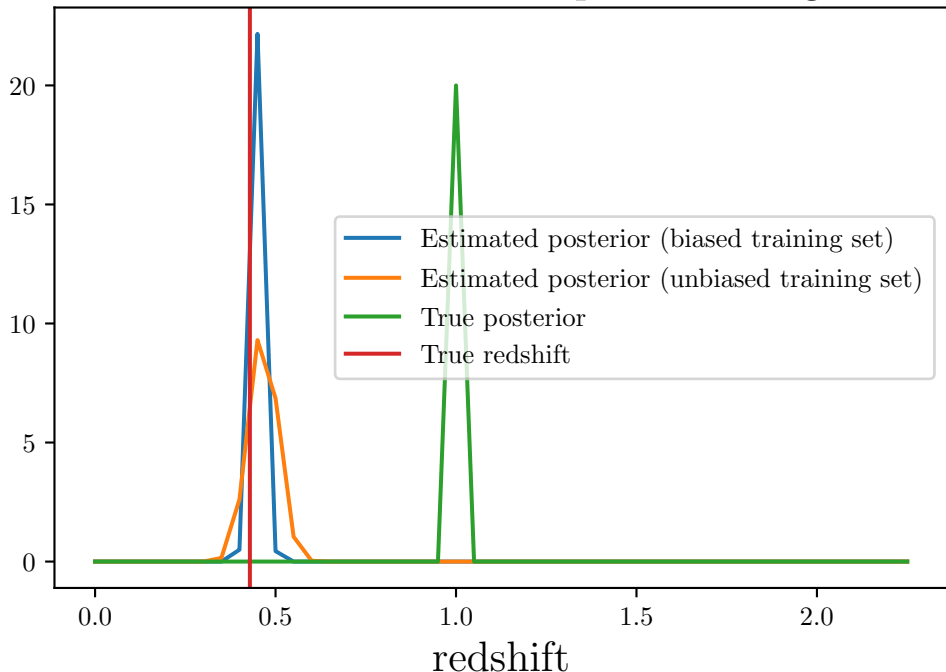 20
15
10
5
0
Estimated posterior (biased training set)
Estimated posterior (unbiased training set)
True posterior
True redshift
0.0 0.5 1.0 1.5 2.0
redshift